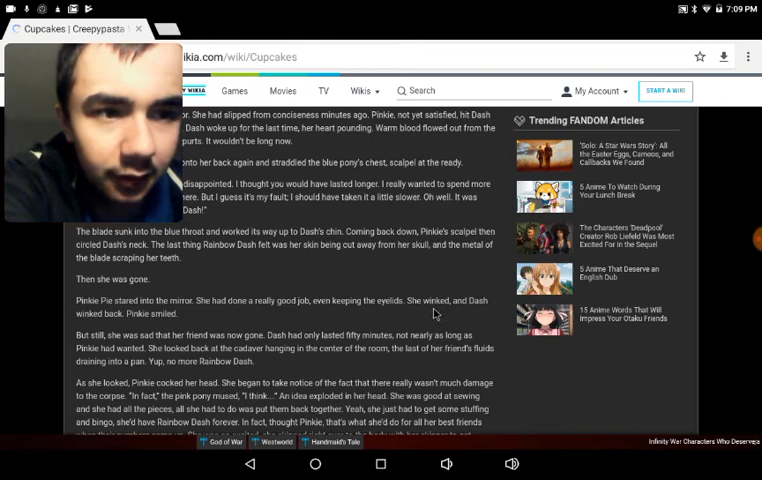 7:09 PM
Cupcakes | Creepypasta
ikia.com/wiki/Cupcakes
WIKIA
Games
Movies
TV
Wikis
Search
My Account
START A WIKI
or. She had slipped from conciseness minutes ago. Pinkie, not yet satisfied, hit Dash
Dash woke up for the last time, her heart pounding. Warm blood flowed out from the
purts. It wouldn't be long now.
onto her back again and straddled the blue pony's chest, scalpel at the ready.
disappointed. I thought you would have lasted longer. I really wanted to spend more
ere. But I guess it's my fault; I should have taken it a little slower. Oh well. It was
Dash!"
The blade sunk into the blue throat and worked its way up to Dash's chin. Coming back down, Pinkie's scalpel then
circled Dash's neck. The last thing Rainbow Dash felt was her skin being cut away from her skull, and the metal of
the blade scraping her teeth.
Then she was gone.
Pinkie Pie stared into the mirror. She had done a really good job, even keeping the eyelids. She winked, and Dash
winked back. Pinkie smiled.
But still, she was sad that her friend was now gone. Dash had only lasted fifty minutes, not nearly as long as
Pinkie had wanted. She looked back at the cadaver hanging in the center of the room, the last of her friend's fluids
draining into a pan. Yup, no more Rainbow Dash.
As she looked, Pinkie cocked her head. She began to take notice of the fact that there really wasn't much damage
to the corpse. "In fact," the pink pony mused, "I think...." An idea exploded in her head. She was good at sewing
and she had all the pieces, all she had to do was put them back together. Yeah, she just had to get some stuffing
and bingo, she'd have Rainbow Dash forever. In fact, thought Pinkie, that's what she'd do for all her best friends
Trending FANDOM Articles
'Solo: A Star Wars Story': All
the Easter Eggs, Cameos, and
Callbacks We Found
5 Anime To Watch During
Your Lunch Break
The Characters 'Deadpool'
Creator Rob Liefeld Was Most
Excited For In the Sequel
5 Anime That Deserve an
English Dub
15 Anime Words That Will
Impress Your Otaku Friends
God of War
Westworld
Handmaid's Tale
Infinity War Characters Who Deserve